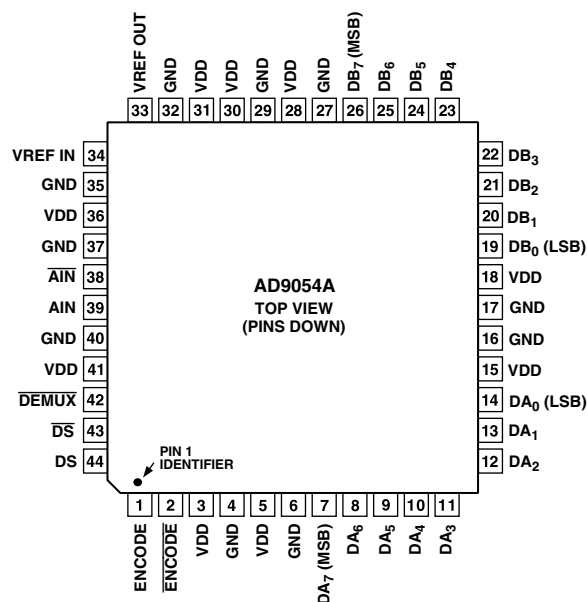 VREF OUT
GND
VDD
VDD
GND
VDD
GND
DB7 (MSB)
DB6
DB5
DB4
33 32 31 30 29 28 27 26 25 24 23
VREF IN 34
GND 35
VDD 36
GND 37
AIN 38
AIN 39
GND 40
VDD 41
DEMUX 42
DS 43
DS 44
AD9054A
TOP VIEW
(PINS DOWN)
22 DB3
21 DB2
20 DB1
19 DB0 (LSB)
18 VDD
17 GND
16 GND
15 VDD
14 DA0 (LSB)
13 DA1
12 DA2
PIN 1
IDENTIFIER
1 2 3 4 5 6 7 8 9 10 11
ENCODE
ENCODE
VDD
GND
VDD
GND
DA7 (MSB)
DA6
DA5
DA4
DA3